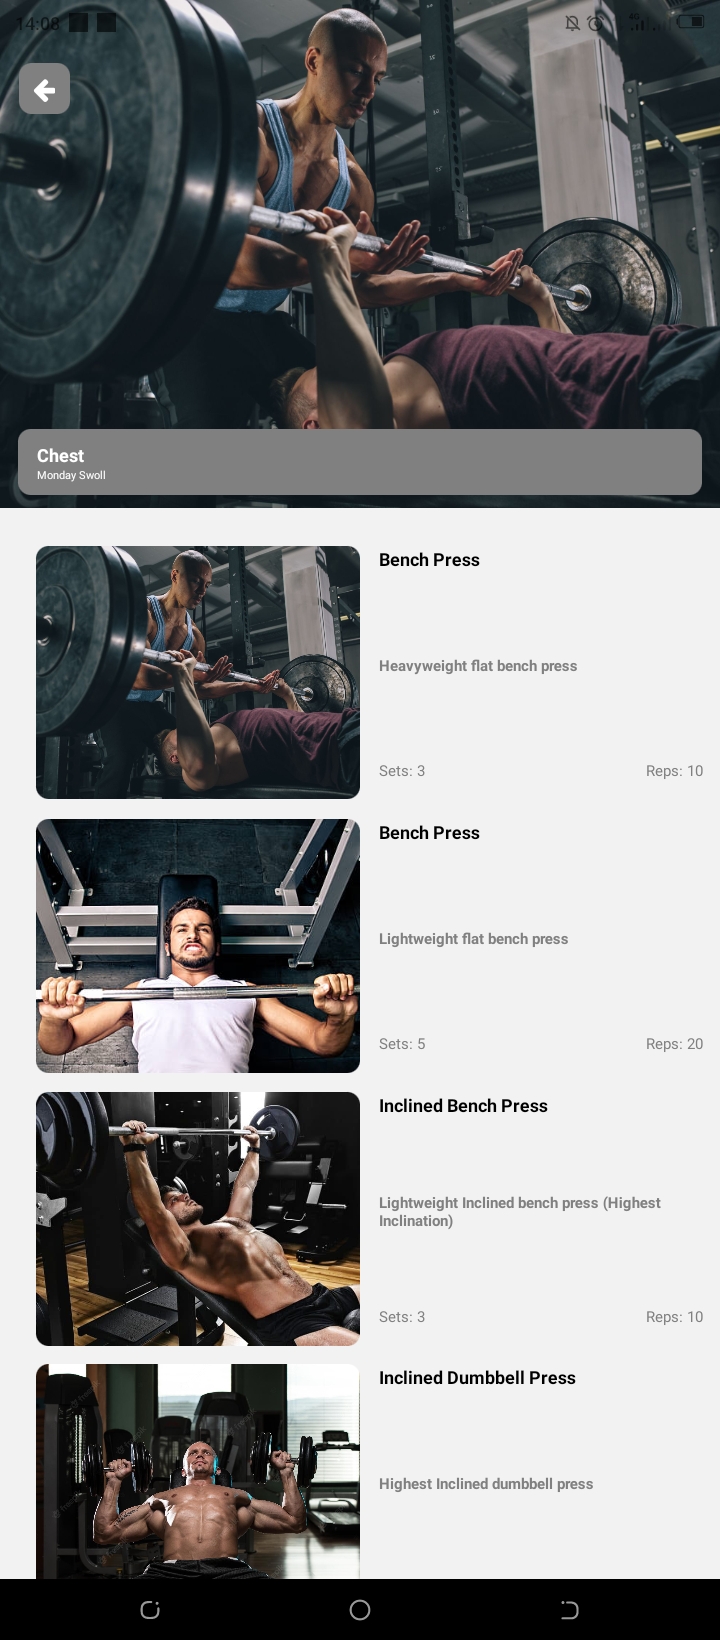 14:08
4G
Chest
Monday Swoll
Bench Press
Heavyweight flat bench press
Sets: 3
Reps: 10
Bench Press
Lightweight flat bench press
Sets: 5
Reps: 20
Inclined Bench Press
Lightweight Inclined bench press (Highest
Inclination)
Sets: 3
Reps: 10
Inclined Dumbbell Press
Highest Inclined dumbbell press